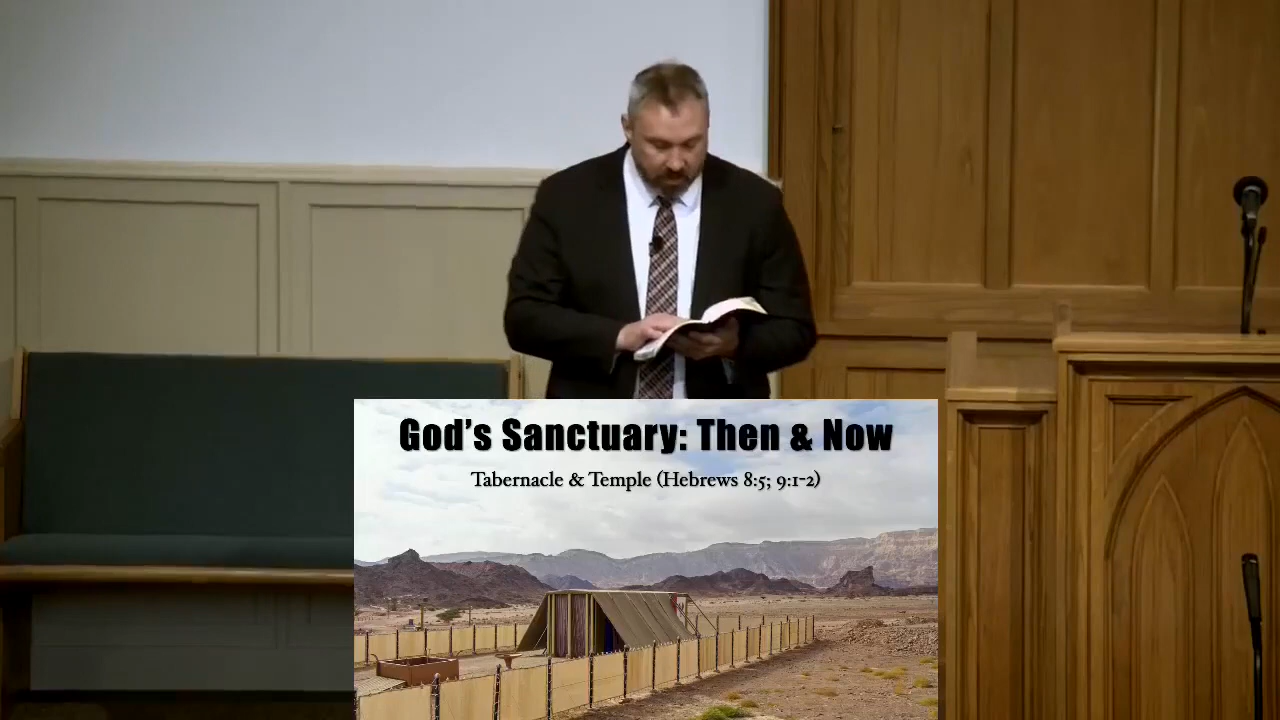 God's Sanctuary: Then & Now
Tabernacle & Temple (Hebrews 8:5; 9:1-2)